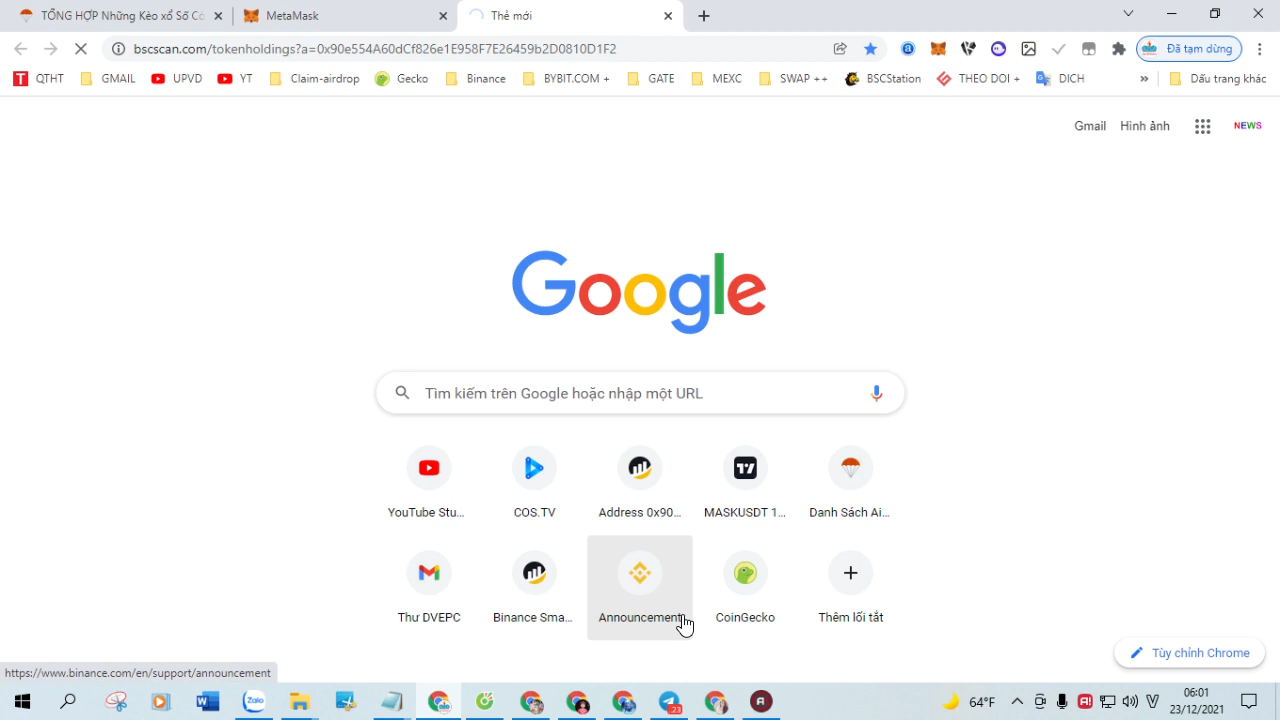 TỔNG HỢP Những Kèo xổ Số Cơ
MetaMask
Thẻ mới
bscscan.com/tokenholdings?a=0x90e554A60dCf826e1E958F7E26459b2D0810D1F2
Đã tạm dừng
QTHT
GMAIL
UPVD
YT
Claim-airdrop
Gecko
Binance
BYBIT.COM +
GATE
MEXC
SWAP ++
BSCStation
THEO DOI +
DICH
»
Dấu trang khác
Gmail
Hình ảnh
NEWS
Google
Tìm kiếm trên Google hoặc nhập một URL
YouTube Stu...
COS.TV
Address 0x90...
MASKUSDT 1...
Danh Sách Ai...
Thư DVEPC
Binance Sma...
Announcement
CoinGecko
Thêm lối tắt
Tùy chỉnh Chrome
https://www.binance.com/en/support/announcement
Zalo
23
64°F
06:01
23/12/2021